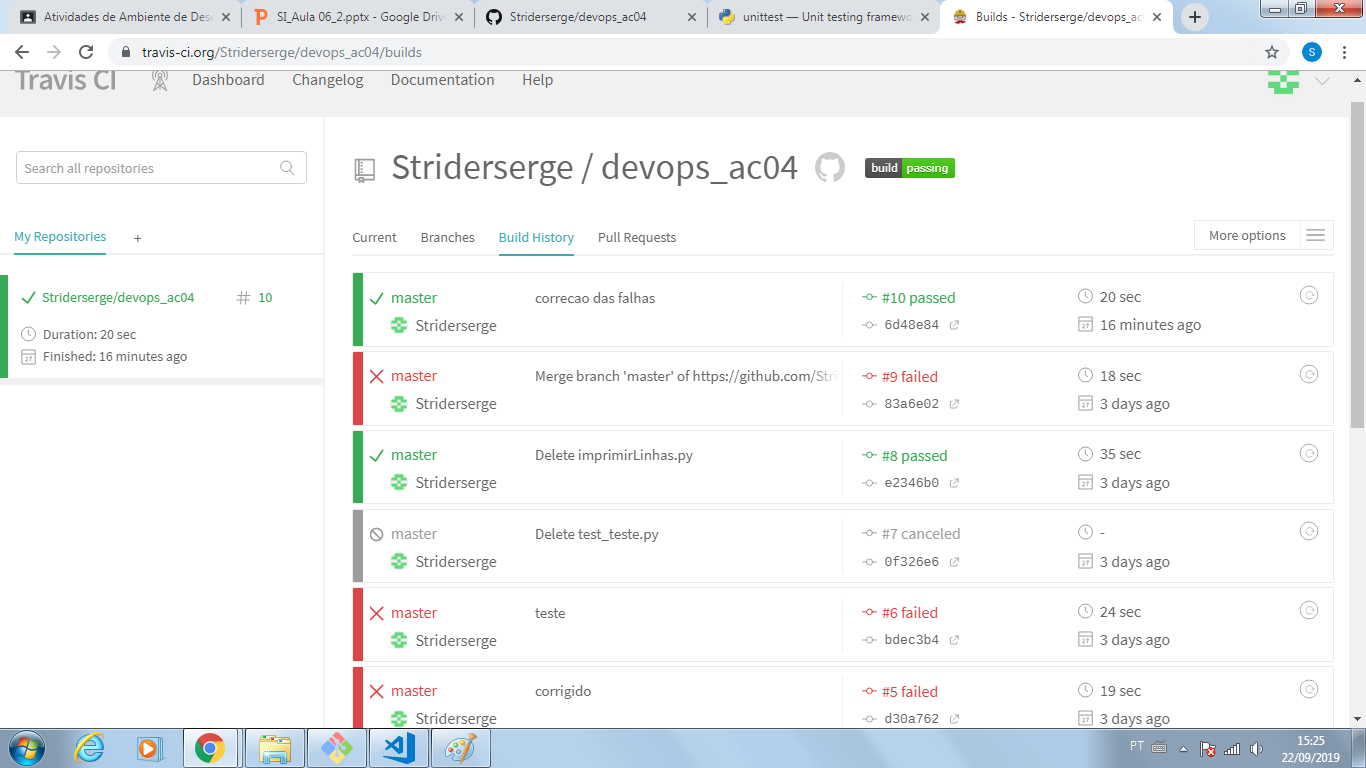 Atividades de Ambiente de Des
SI_Aula 06_2.pptx - Google Drive
Striderserge/devops_ac04
unittest — Unit testing framewo
Builds - Striderserge/devops_ac
travis-ci.org/Striderserge/devops_ac04/builds
S
Travis CI
Dashboard
Changelog
Documentation
Help
Search all repositories
My Repositories +
Striderserge/devops_ac04 # 10
Duration: 20 sec
Finished: 16 minutes ago
Striderserge / devops_ac04
build passing
Current
Branches
Build History
Pull Requests
More options
master correcao das falhas #10 passed 20 sec
Striderserge 6d48e84 16 minutes ago
master Merge branch 'master' of https://github.com/Stri #9 failed 18 sec
Striderserge 83a6e02 3 days ago
master Delete imprimirLinhas.py #8 passed 35 sec
Striderserge e2346b0 3 days ago
master Delete test_teste.py #7 canceled -
Striderserge 0f326e6 3 days ago
master teste #6 failed 24 sec
Striderserge bdec3b4 3 days ago
master corrigido #5 failed 19 sec
Striderserge d30a762 3 days ago
PT
15:25
22/09/2019